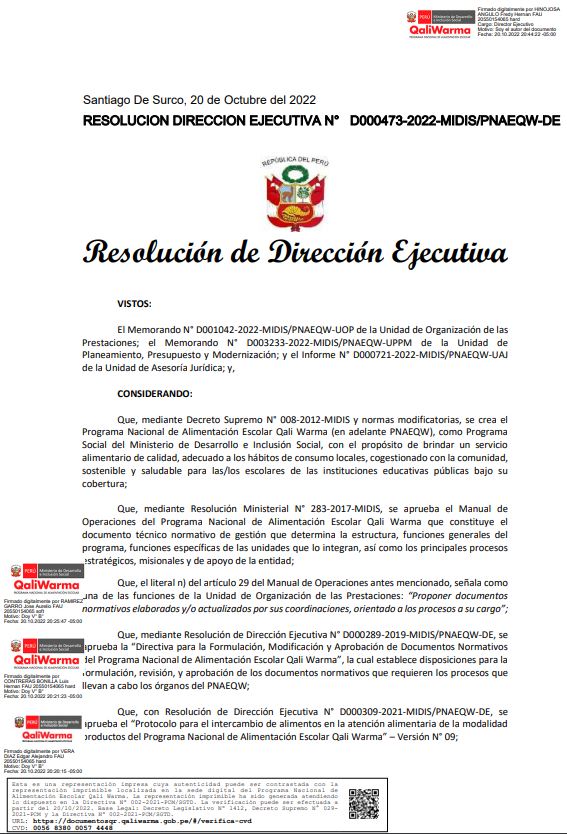 PERÚ
Ministerio de Desarrollo
e Inclusión Social
QaliWarma
PROGRAMA NACIONAL DE ALIMENTACIÓN ESCOLAR
Firmado digitalmente por HINOJOSA
ANGULO Fredy Hernan FAU
20550154065 hard
Cargo: Director Ejecutivo
Motivo: Soy el autor del documento
Fecha: 20.10.2022 20:44:22 -05:00
Santiago De Surco, 20 de Octubre del 2022
RESOLUCION DIRECCION EJECUTIVA N° D000473-2022-MIDIS/PNAEQW-DE
REPÚBLICA DEL PERÚ
Resolución de Dirección Ejecutiva
VISTOS:
El Memorando N° D001042-2022-MIDIS/PNAEQW-UOP de la Unidad de Organización de las
Prestaciones; el Memorando N° D003233-2022-MIDIS/PNAEQW-UPPM de la Unidad de
Planeamiento, Presupuesto y Modernización; y el Informe N° D000721-2022-MIDIS/PNAEQW-UAJ
de la Unidad de Asesoría Jurídica; y,
CONSIDERANDO:
Que, mediante Decreto Supremo N° 008-2012-MIDIS y normas modificatorias, se crea el
Programa Nacional de Alimentación Escolar Qali Warma (en adelante PNAEQW), como Programa
Social del Ministerio de Desarrollo e Inclusión Social, con el propósito de brindar un servicio
alimentario de calidad, adecuado a los hábitos de consumo locales, cogestionado con la comunidad,
sostenible y saludable para las/los escolares de las instituciones educativas públicas bajo su
cobertura;
Que, mediante Resolución Ministerial N° 283-2017-MIDIS, se aprueba el Manual de
Operaciones del Programa Nacional de Alimentación Escolar Qali Warma que constituye el
documento técnico normativo de gestión que determina la estructura, funciones generales del
programa, funciones específicas de las unidades que lo integran, así como los principales procesos
estratégicos, misionales y de apoyo de la entidad;
PERÚ
Ministerio de Desarrollo
e Inclusión Social
QaliWarma
Firmado digitalmente por RAMIREZ
GARRO Jose Aurelio FAU
20550154065 soft
Motivo: Doy V° B°
Fecha: 20.10.2022 20:25:47 -05:00
Que, el literal n) del artículo 29 del Manual de Operaciones antes mencionado, señala como
una de las funciones de la Unidad de Organización de las Prestaciones: “Proponer documentos
normativos elaborados y/o actualizados por sus coordinaciones, orientado a los procesos a su cargo”;
PERÚ
Ministerio de Desarrollo
e Inclusión Social
QaliWarma
Firmado digitalmente por
CONTRERAS BONILLA Luis
Hernan FAU 20550154065 hard
Motivo: Doy V° B°
Fecha: 20.10.2022 20:21:23 -05:00
Que, mediante Resolución de Dirección Ejecutiva N° D000289-2019-MIDIS/PNAEQW-DE, se
aprueba la “Directiva para la Formulación, Modificación y Aprobación de Documentos Normativos
del Programa Nacional de Alimentación Escolar Qali Warma”, la cual establece disposiciones para la
formulación, revisión, y aprobación de los documentos normativos que requieren los procesos que
llevan a cabo los órganos del PNAEQW;
PERÚ
Ministerio de Desarrollo
e Inclusión Social
QaliWarma
Firmado digitalmente por VERA
DIAZ Edgar Alejandro FAU
20550154065 hard
Motivo: Doy V° B°
Fecha: 20.10.2022 20:20:15 -05:00
Que, con Resolución de Dirección Ejecutiva N° D000309-2021-MIDIS/PNAEQW-DE, se
aprueba el “Protocolo para el intercambio de alimentos en la atención alimentaria de la modalidad
productos del Programa Nacional de Alimentación Escolar Qali Warma” – Versión N° 09;
Esta es una representación impresa cuya autenticidad puede ser contrastada con la
representación imprimible localizada en la sede digital del Programa Nacional de
Alimentación Escolar Qali Warma. La representación imprimible ha sido generada atendiendo
lo dispuesto en la Directiva N° 002-2021-PCM/SGTD. La verificación puede ser efectuada a
partir del 20/10/2022. Base Legal: Decreto Legislativo N° 1412, Decreto Supremo N° 029-
2021-PCM y la Directiva N° 002-2021-PCM/SGTD.
URL: https://documentosqr.qaliwarma.gob.pe/#/verifica-cvd
CVD: 0056 8380 0057 4448